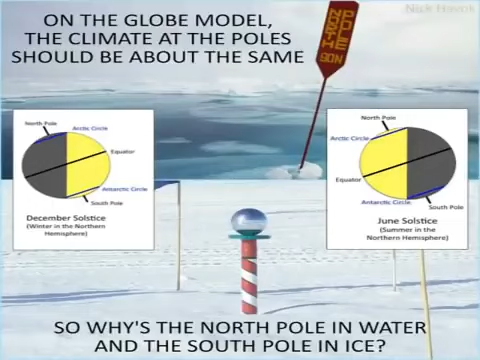 Nick Havok
ON THE GLOBE MODEL,
THE CLIMATE AT THE POLES
SHOULD BE ABOUT THE SAME
NORTH
POLE
90N
North Pole
Arctic Circle
Equator
Antarctic Circle
South Pole
December Solstice
(Winter in the Northern
Hemisphere)
North Pole
Arctic Circle
Equator
Antarctic Circle
South Pole
June Solstice
(Summer in the
Northern Hemisphere)
SO WHY'S THE NORTH POLE IN WATER
AND THE SOUTH POLE IN ICE?